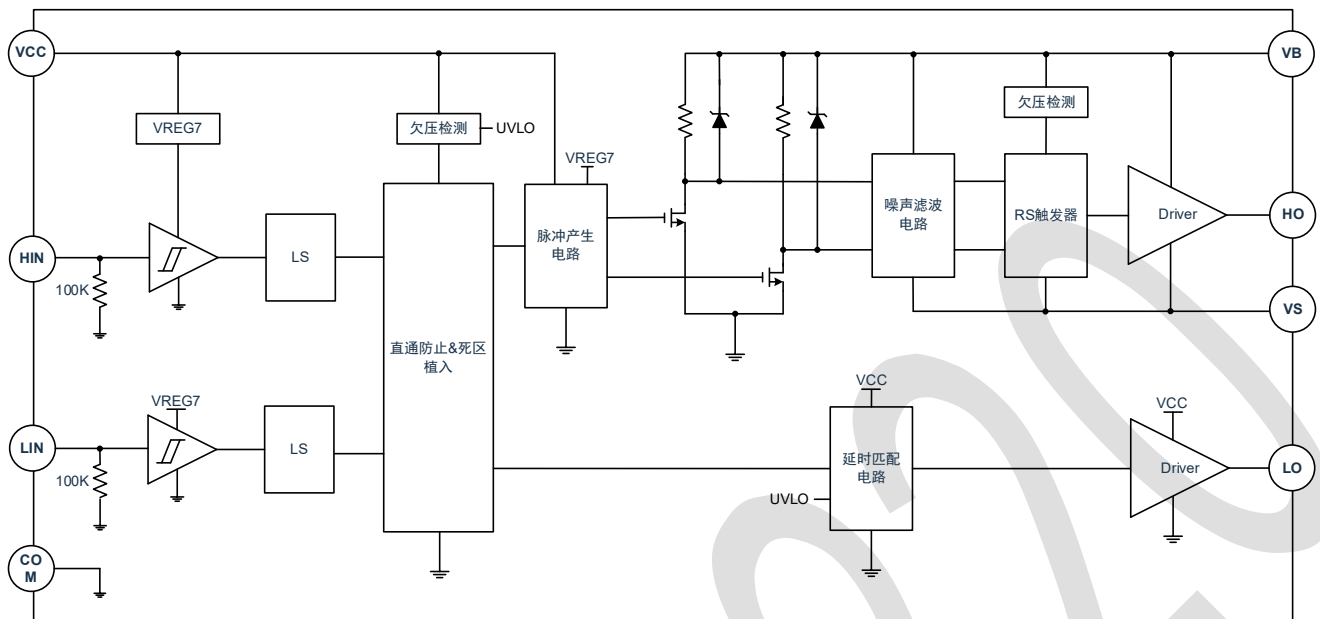 VCC
VB
VREG7
欠压检测
UVLO
欠压检测
VREG7
脉冲产生
电路
噪声滤波
电路
RS触发器
Driver
HO
HIN
100K
LS
VS
直通防止&死区
植入
VCC
VREG7
VCC
LIN
100K
LS
延时匹配
电路
UVLO
Driver
LO
CO
M